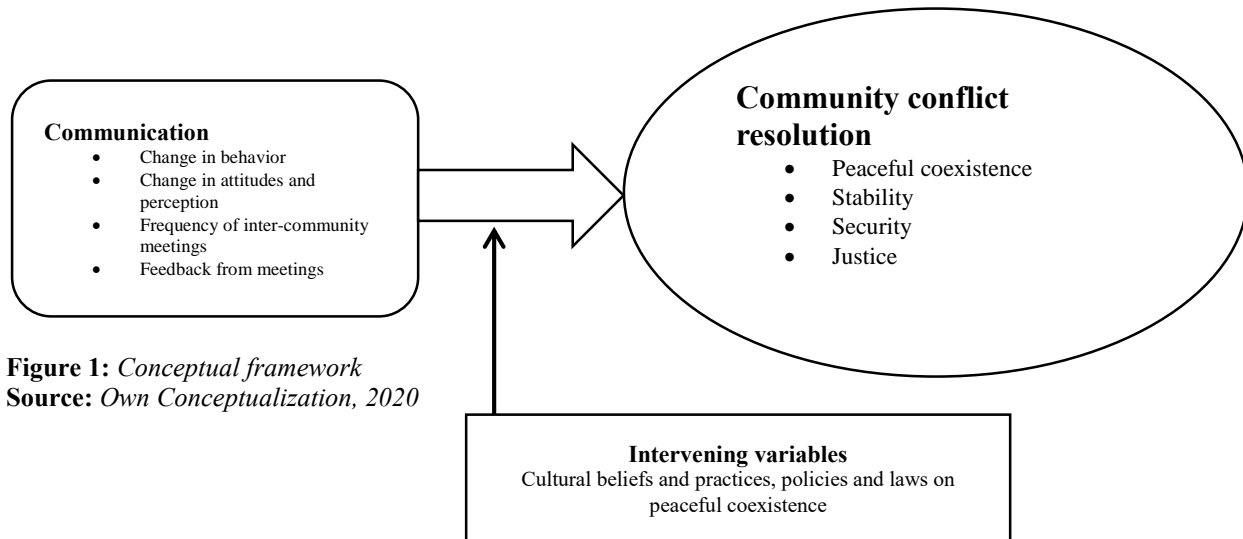 Communication
• Change in behavior
• Change in attitudes and
perception
• Frequency of inter-community
meetings
• Feedback from meetings
Community conflict
resolution
• Peaceful coexistence
• Stability
• Security
• Justice
Figure 1: Conceptual framework
Source: Own Conceptualization, 2020
Intervening variables
Cultural beliefs and practices, policies and laws on
peaceful coexistence